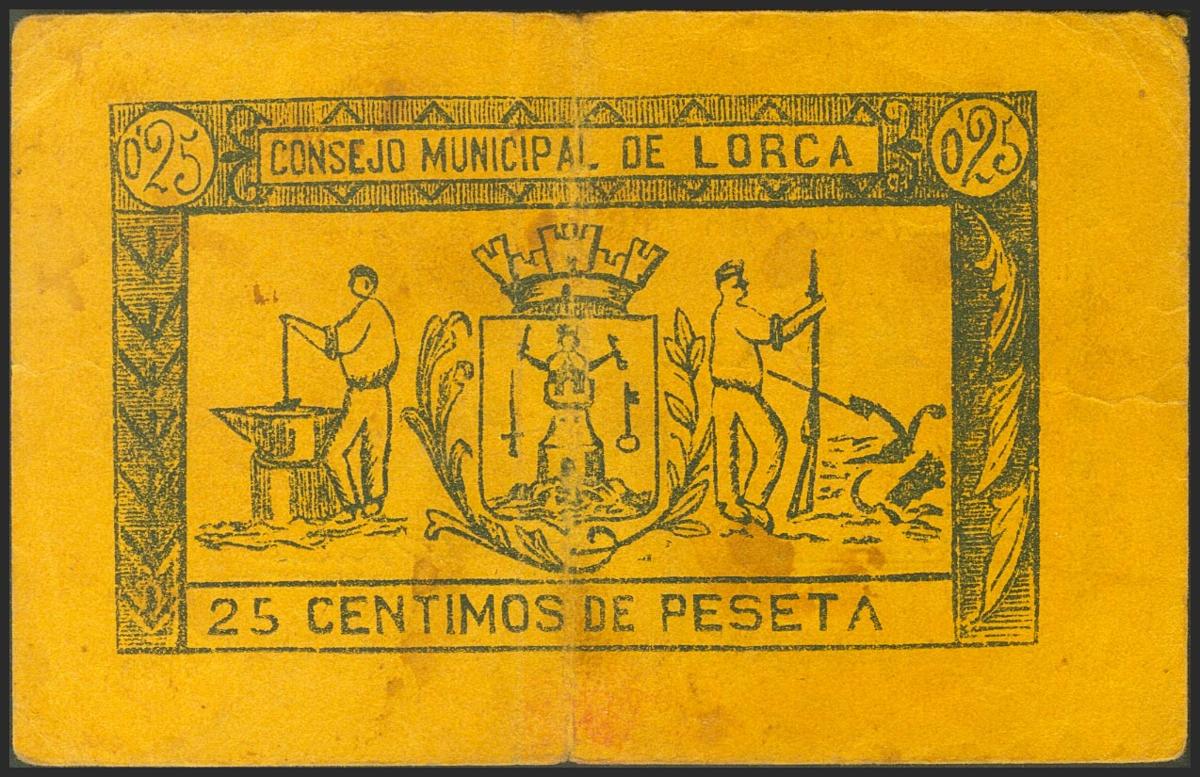 0'25
CONSEJO MUNICIPAL DE LORCA
0'25
25 CENTIMOS DE PESETA